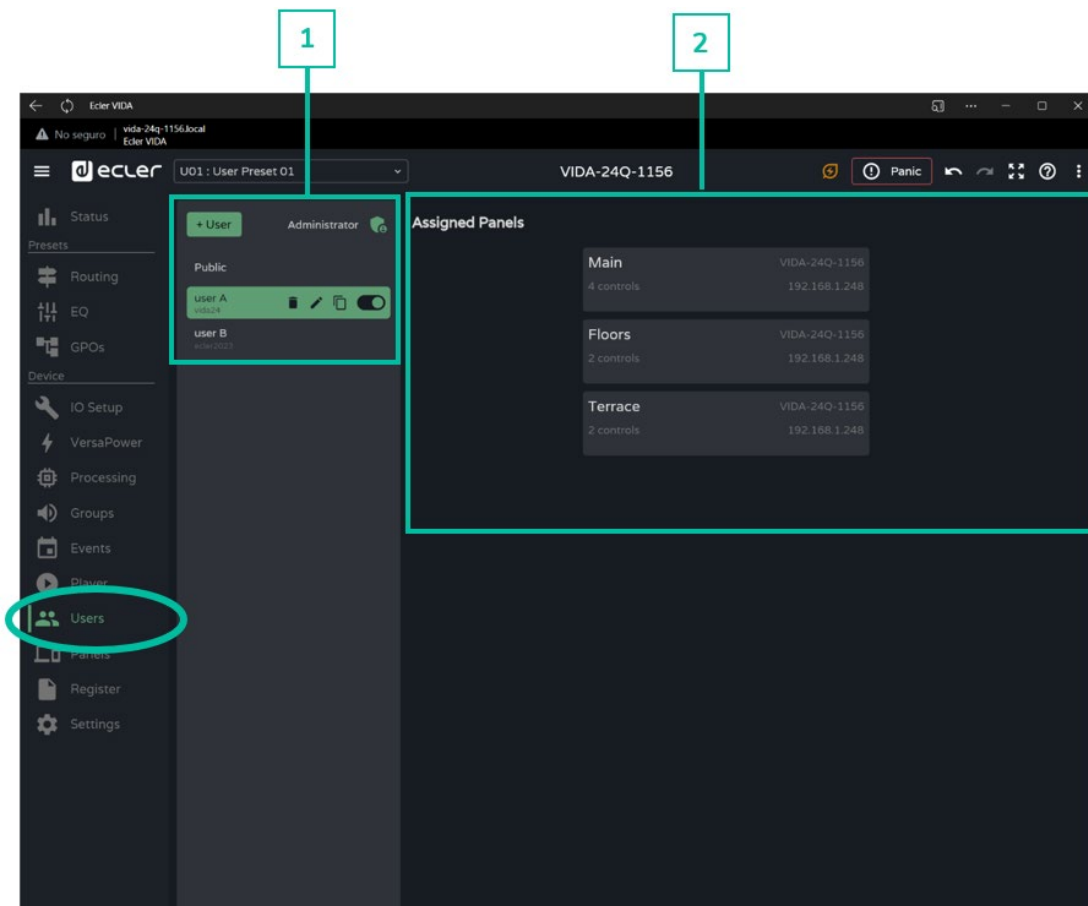 1
2
Ecler VIDA
No seguro
vida-24q-1156.local
Ecler VIDA
ecler
U01 : User Preset 01
VIDA-24Q-1156
Panic
Status
Presets
Routing
EQ
GPOs
Device
IO Setup
VersaPower
Processing
Groups
Events
Player
Users
Panels
Register
Settings
+ User
Administrator
Public
user A
vida24
user B
ecler2023
Assigned Panels
Main
VIDA-24Q-1156
4 controls
192.168.1.248
Floors
VIDA-24Q-1156
2 controls
192.168.1.248
Terrace
VIDA-24Q-1156
2 controls
192.168.1.248